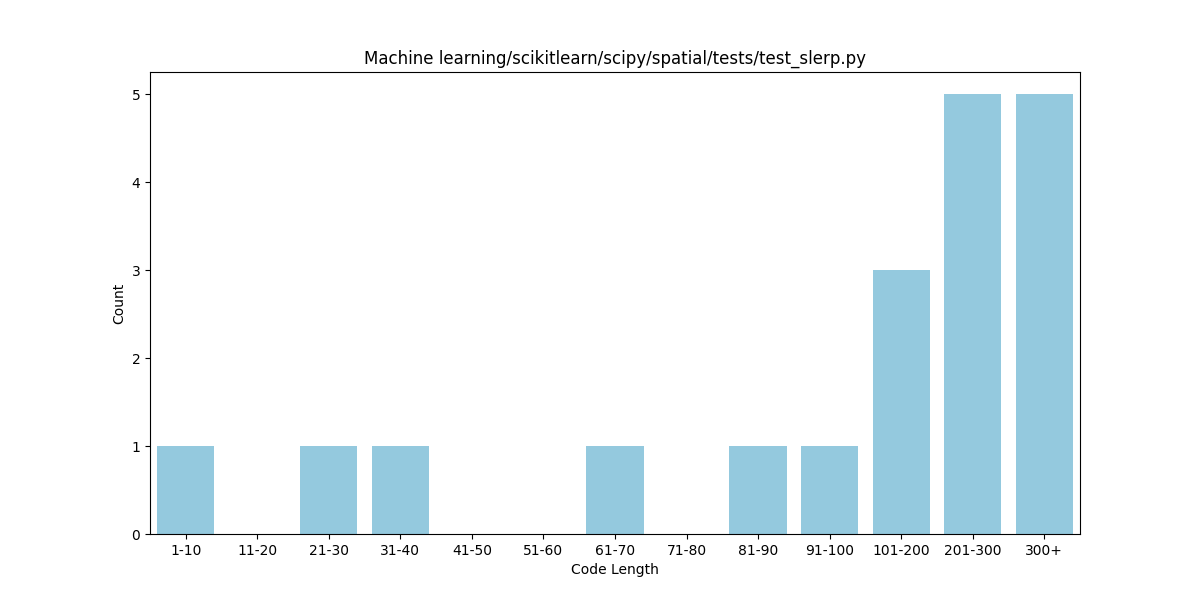 Machine learning/scikitlearn/scipy/spatial/tests/test_slerp.py
5
4
3
2
1
0
Count
1-10 11-20 21-30 31-40 41-50 51-60 61-70 71-80 81-90 91-100 101-200 201-300 300+
Code Length